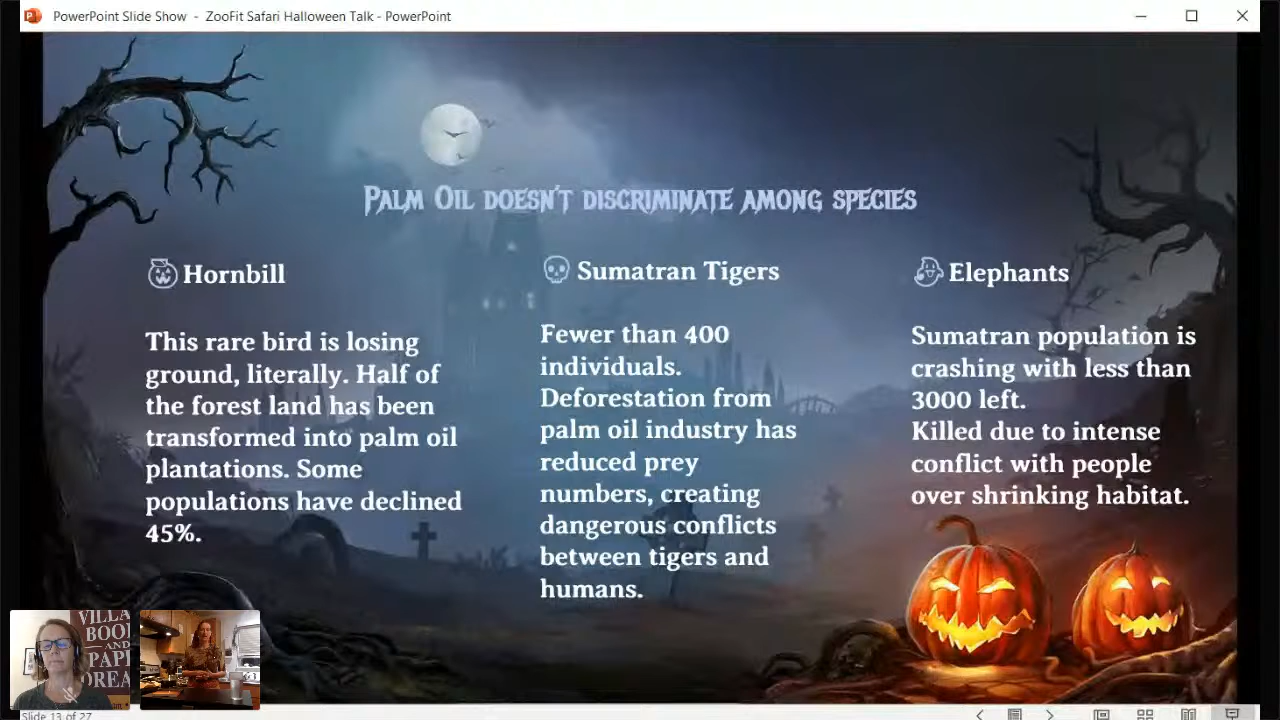 PowerPoint Slide Show - ZooFit Safari Halloween Talk - PowerPoint
PALM OIL DOESN'T DISCRIMINATE AMONG SPECIES
Hornbill
This rare bird is losing
ground, literally. Half of
the forest land has been
transformed into palm oil
plantations. Some
populations have declined
45%.
Sumatran Tigers
Fewer than 400
individuals.
Deforestation from
palm oil industry has
reduced prey
numbers, creating
dangerous conflicts
between tigers and
humans.
Elephants
Sumatran population is
crashing with less than
3000 left.
Killed due to intense
conflict with people
over shrinking habitat.
AND
Slide 13 of 27